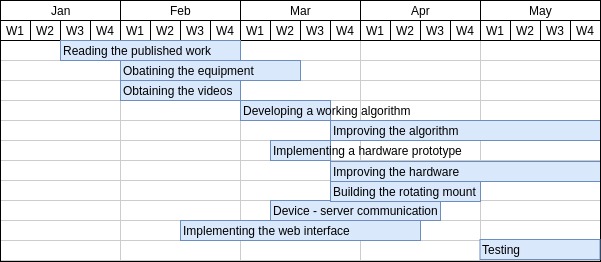 Jan Feb Mar Apr May
W1 W2 W3 W4 W1 W2 W3 W4 W1 W2 W3 W4 W1 W2 W3 W4 W1 W2 W3 W4
Reading the published work
Obatining the equipment
Obtaining the videos
Developing a working algorithm
Improving the algorithm
Implementing a hardware prototype
Improving the hardware
Building the rotating mount
Device - server communication
Implementing the web interface
Testing